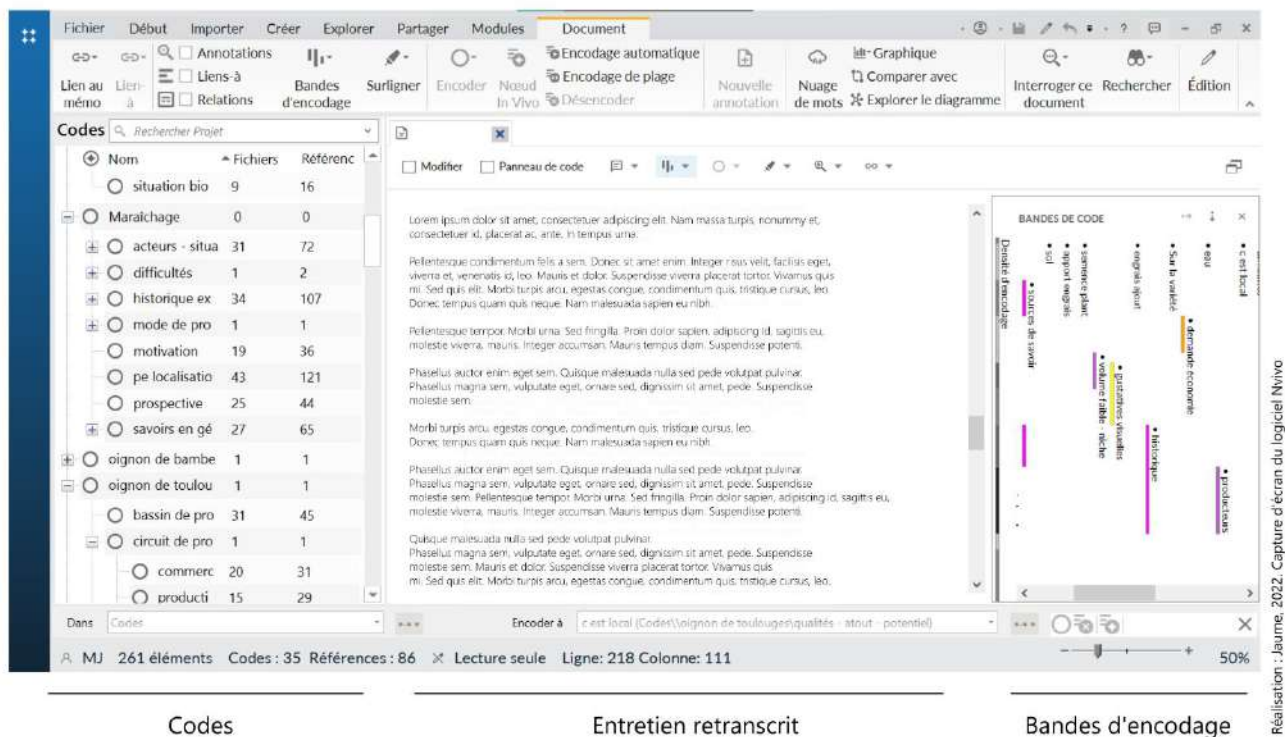 Fichier Début Importer Créer Explorer Partager Modules Document
Annotations
Liens-à
Relations
Lien au mémo
Lien-à
Bandes d'encodage
Surligner
Encoder
Nœud In Vivo
Encodage automatique
Encodage de plage
Désencoder
Nouvelle annotation
Nuage de mots
Graphique
Comparer avec
Explorer le diagramme
Interroger ce document
Rechercher
Édition
Codes Rechercher Projet
Nom Fichiers Référenc
situation bio 9 16
Maraîchage 0 0
acteurs - situa 31 72
difficultés 1 2
historique ex 34 107
mode de pro 1 1
motivation 19 36
pe localisatio 43 121
prospective 25 44
savoirs en gé 27 65
oignon de bambe 1 1
oignon de toulou 1 1
bassin de pro 31 45
circuit de pro 1 1
commerc 20 31
producti 15 29
Modifier Panneau de code
Lorem ipsum dolor sit amet, consectetuer adipiscing elit. Nam massa turpis, nonummy et,
consectetuer id, placerat ac, ante. In tempus urna.
Pellentesque condimentum felis a sem. Donec sit amet enim. Integer risus velit, facilisis eget,
viverra et, venenatis id, leo. Mauris et dolor. Suspendisse viverra placerat tortor. Vivamus quis
mi. Sed quis elit. Morbi turpis arcu, egestas congue, condimentum quis, tristique cursus, leo.
Donec tempus quam quis neque. Nam malesuada sapien eu nibh.
Pellentesque tempor. Morbi urna. Sed fringilla. Proin dolor sapien, adipiscing id, sagittis eu,
molestie viverra, mauris. Integer accumsan. Mauris tempus diam. Suspendisse potenti.
Phasellus auctor enim eget sem. Quisque malesuada nulla sed pede volutpat pulvinar.
Phasellus magna sem, vulputate eget, ornare sed, dignissim sit amet, pede. Suspendisse
molestie sem.
Morbi turpis arcu, egestas congue, condimentum quis, tristique cursus, leo.
Donec tempus quam quis neque. Nam malesuada sapien eu nibh.
Phasellus auctor enim eget sem. Quisque malesuada nulla sed pede volutpat pulvinar.
Phasellus magna sem, vulputate eget, ornare sed, dignissim sit amet, pede. Suspendisse
molestie sem. Pellentesque tempor. Morbi urna. Sed fringilla. Proin dolor sapien, adipiscing id, sagittis eu,
molestie viverra, mauris. Integer accumsan. Mauris tempus diam. Suspendisse potenti.
Quisque malesuada nulla sed pede volutpat pulvinar.
Phasellus magna sem, vulputate eget, ornare sed, dignissim sit amet, pede. Suspendisse
molestie sem. Mauris et dolor. Suspendisse viverra placerat tortor. Vivamus quis
mi. Sed quis elit. Morbi turpis arcu, egestas congue, condimentum quis, tristique cursus, leo.
BANDES DE CODE
Densité d'encodage
sources de savoir
sol
apport engrais
semence plant
volume faible - niche
gustatives visuelles
engrais ajout
historique
Sur la variété
demande économie
eau
producteurs
c est local
Dans Codes
Encoder à c est local (Codes\\oignon de toulouges\qualités - atout - potentiel)
MJ 261 éléments Codes : 35 Références : 86 Lecture seule Ligne: 218 Colonne: 111
50%
Codes
Entretien retranscrit
Bandes d'encodage
Réalisation : Jaume, 2022. Capture d'écran du logiciel Nvivo